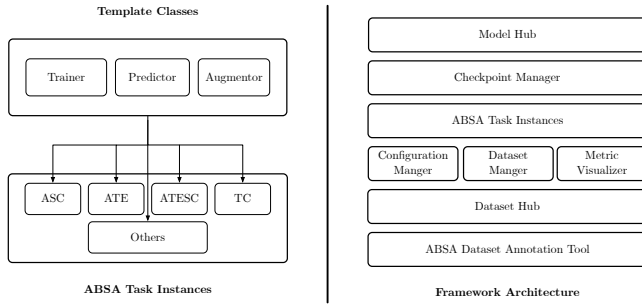 Template Classes
Trainer
Predictor
Augmentor
ASC
ATE
ATESC
TC
Others
ABSA Task Instances
Model Hub
Checkpoint Manager
ABSA Task Instances
Configuration
Manger
Dataset
Manger
Metric
Visualizer
Dataset Hub
ABSA Dataset Annotation Tool
Framework Architecture